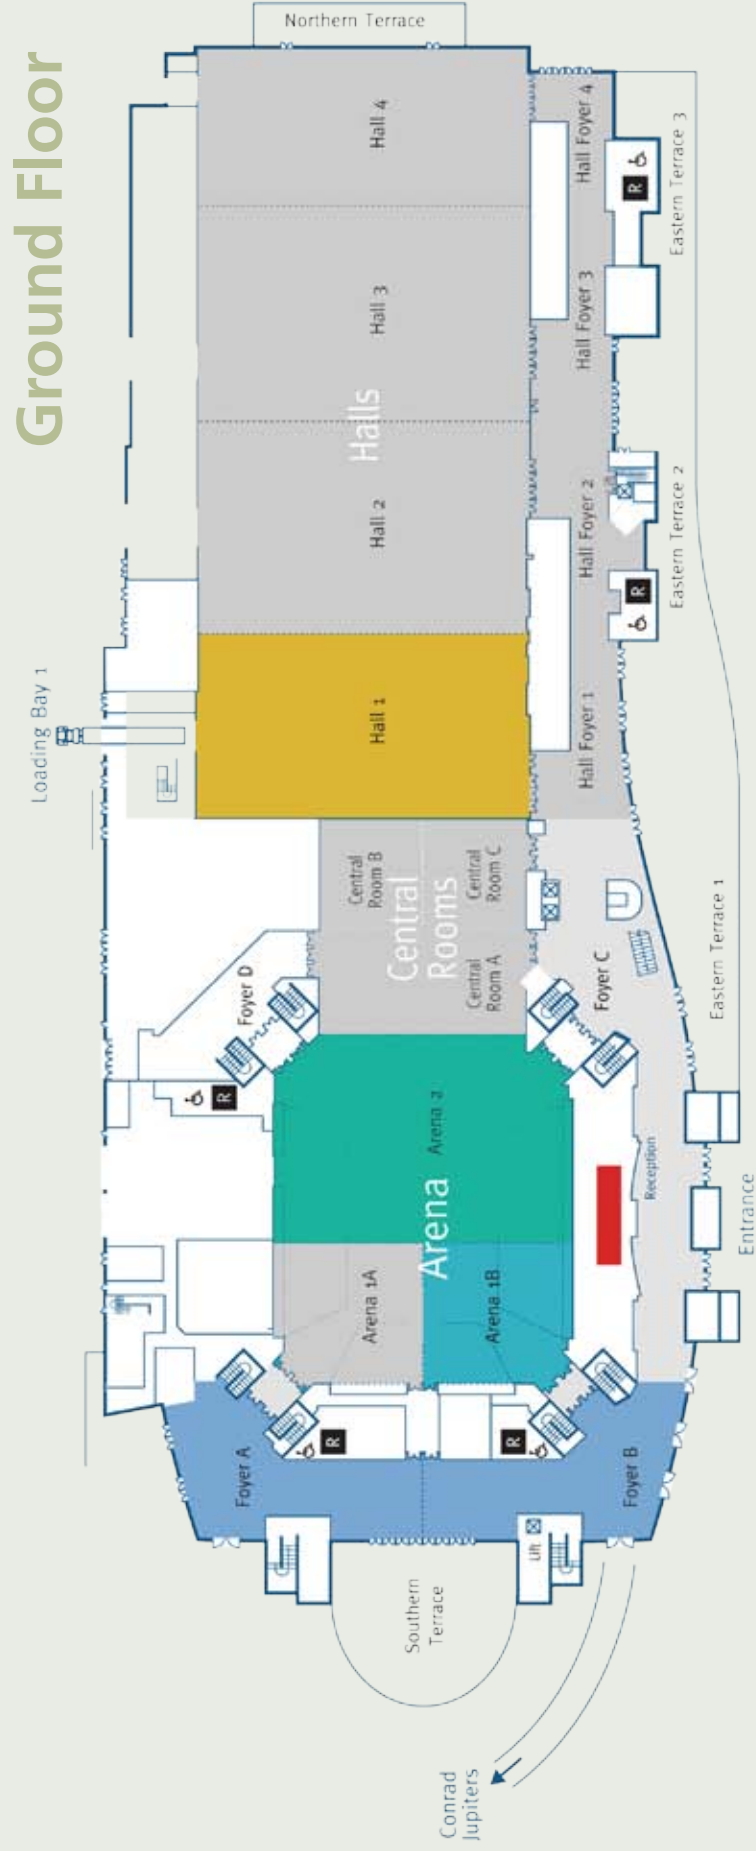 Ground Floor
Northern Terrace
Hall 4
Hall Foyer 4
R
Eastern Terrace 3
Hall 3
Hall Foyer 3
Halls
Hall 2
Hall Foyer 2
Eastern Terrace 2
R
Loading Bay 1
Hall 1
Hall Foyer 1
Central
Room B
Central
Room C
Central
Rooms
Central
Room A
Foyer D
Foyer C
Eastern Terrace 1
R
Arena 2
Arena
Reception
Entrance
Arena 1A
Arena 1B
R
R
Foyer A
Foyer B
Lift
Southern
Terrace
Conrad
Jupiters